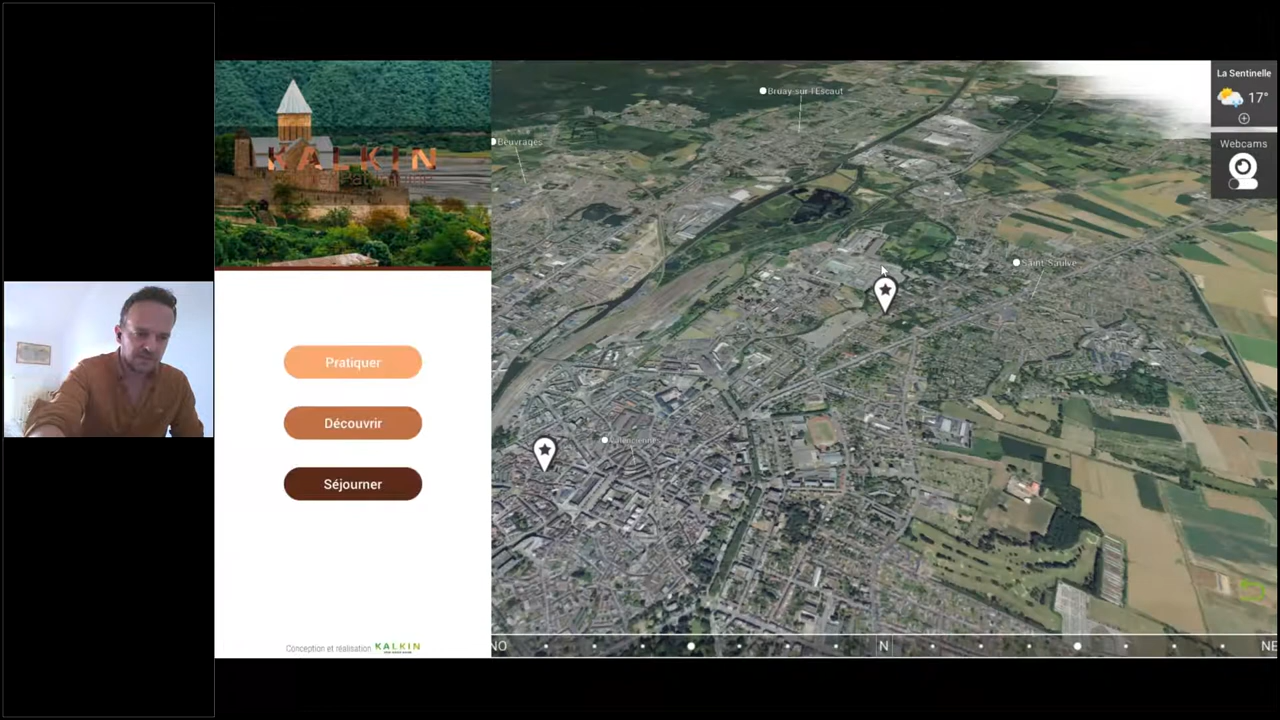 KALKIN
Pratiquer
Découvrir
Séjourner
Conception et réalisation KALKIN
Bruay-sur-l'Escaut
Beuvrages
Saint-Saulve
Valenciennes
La Sentinelle
17°
Webcams
NO
N
NE